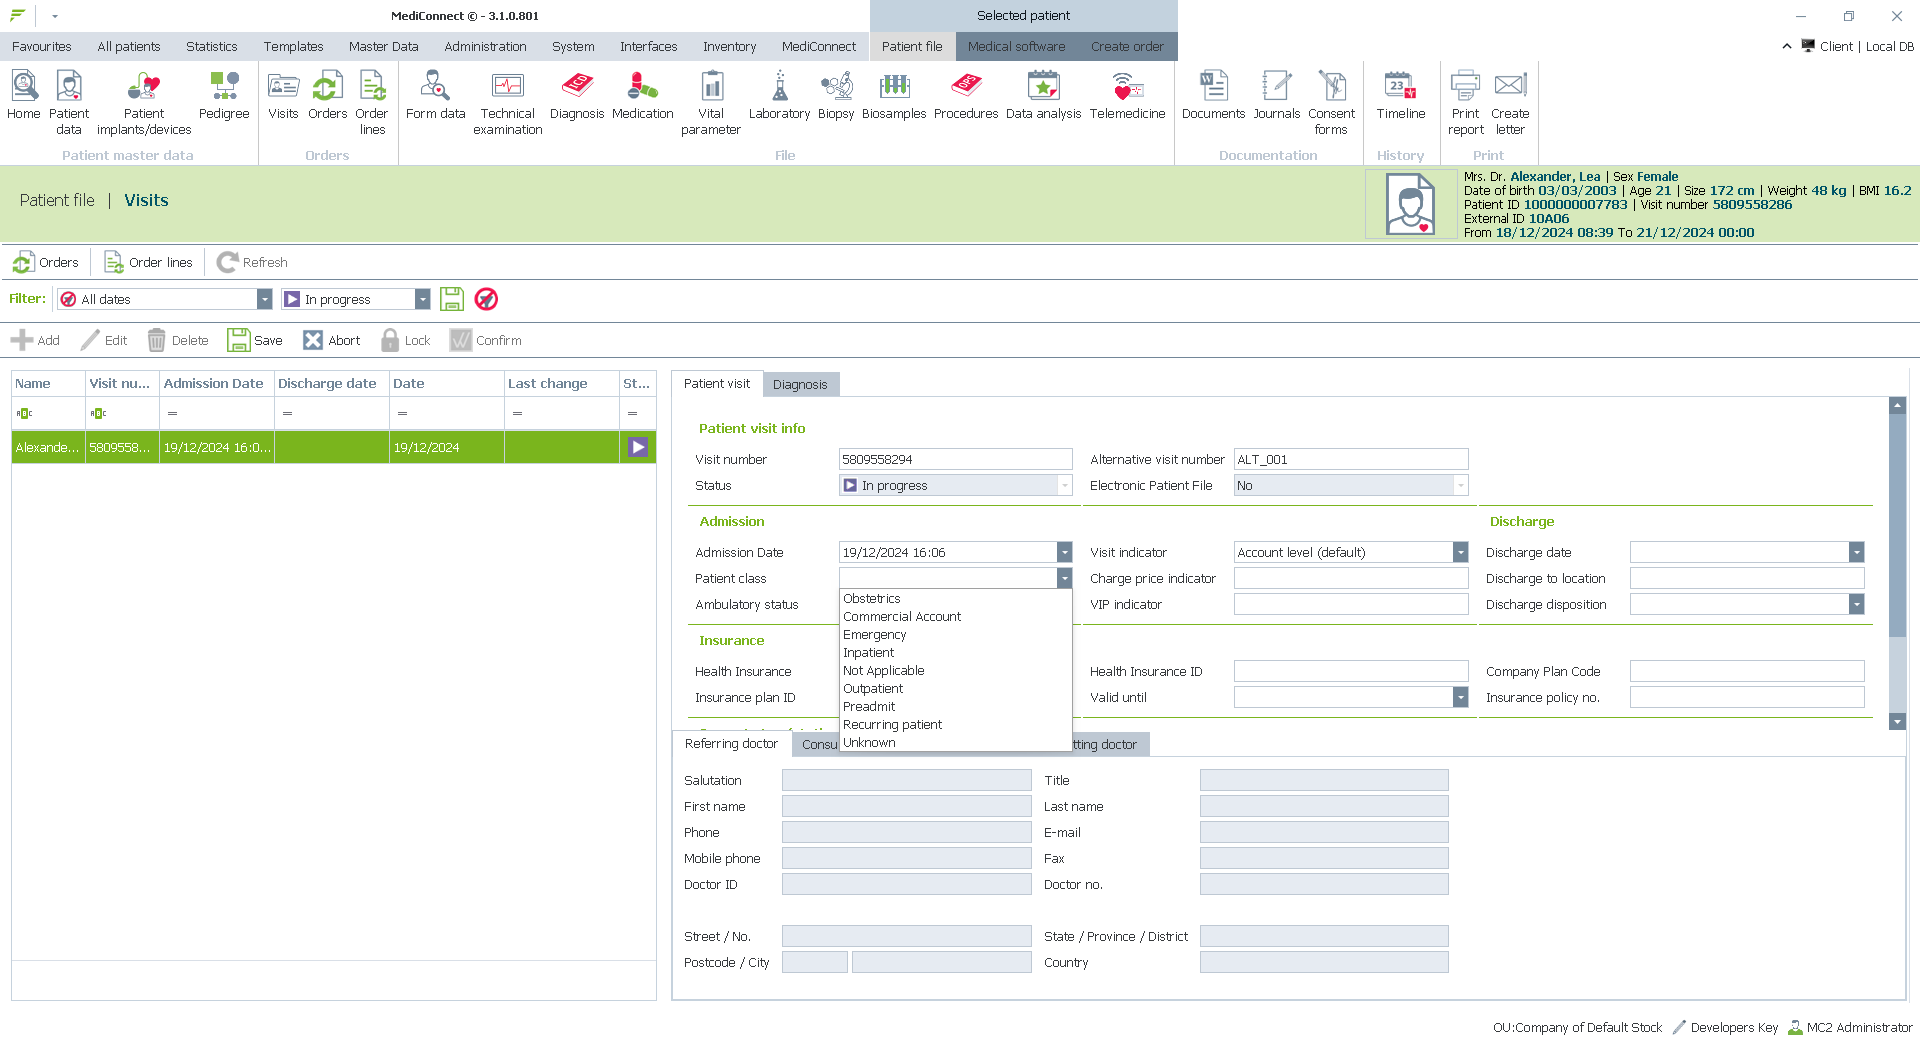 MediConnect © - 3.1.0.801
Selected patient
Favourites All patients Statistics Templates Master Data Administration System Interfaces Inventory MediConnect Patient file Medical software Create order
Client | Local DB
Home
Patient data
Patient implants/devices
Pedigree
Visits
Orders
Order lines
Form data
Technical examination
Diagnosis
Medication
Vital parameter
Laboratory
Biopsy
Biosamples
Procedures
Data analysis
Telemedicine
Documents
Journals
Consent forms
Timeline
Print report
Create letter
Patient master data
Orders
File
Documentation
History
Print
Patient file | Visits
Mrs. Dr. Alexander, Lea | Sex Female
Date of birth 03/03/2003 | Age 21 | Size 172 cm | Weight 48 kg | BMI 16.2
Patient ID 1000000007783 | Visit number 5809558286
External ID 10A06
From 18/12/2024 08:39 To 21/12/2024 00:00
Orders Order lines Refresh
Filter: All dates In progress
Add Edit Delete Save Abort Lock Confirm
Name Visit nu... Admission Date Discharge date Date Last change St...
Alexande... 5809558... 19/12/2024 16:0... 19/12/2024
Patient visit Diagnosis
Patient visit info
Visit number 5809558294 Alternative visit number ALT_001
Status In progress Electronic Patient File No
Admission Discharge
Admission Date 19/12/2024 16:06 Visit indicator Account level (default) Discharge date
Patient class Charge price indicator Discharge to location
Ambulatory status VIP indicator Discharge disposition
Obstetrics
Commercial Account
Emergency
Inpatient
Not Applicable
Outpatient
Preadmit
Recurring patient
Unknown
Insurance
Health Insurance Health Insurance ID Company Plan Code
Insurance plan ID Valid until Insurance policy no.
Referring doctor Consu tting doctor
Salutation Title
First name Last name
Phone E-mail
Mobile phone Fax
Doctor ID Doctor no.
Street / No. State / Province / District
Postcode / City Country
OU:Company of Default Stock Developers Key MC2 Administrator